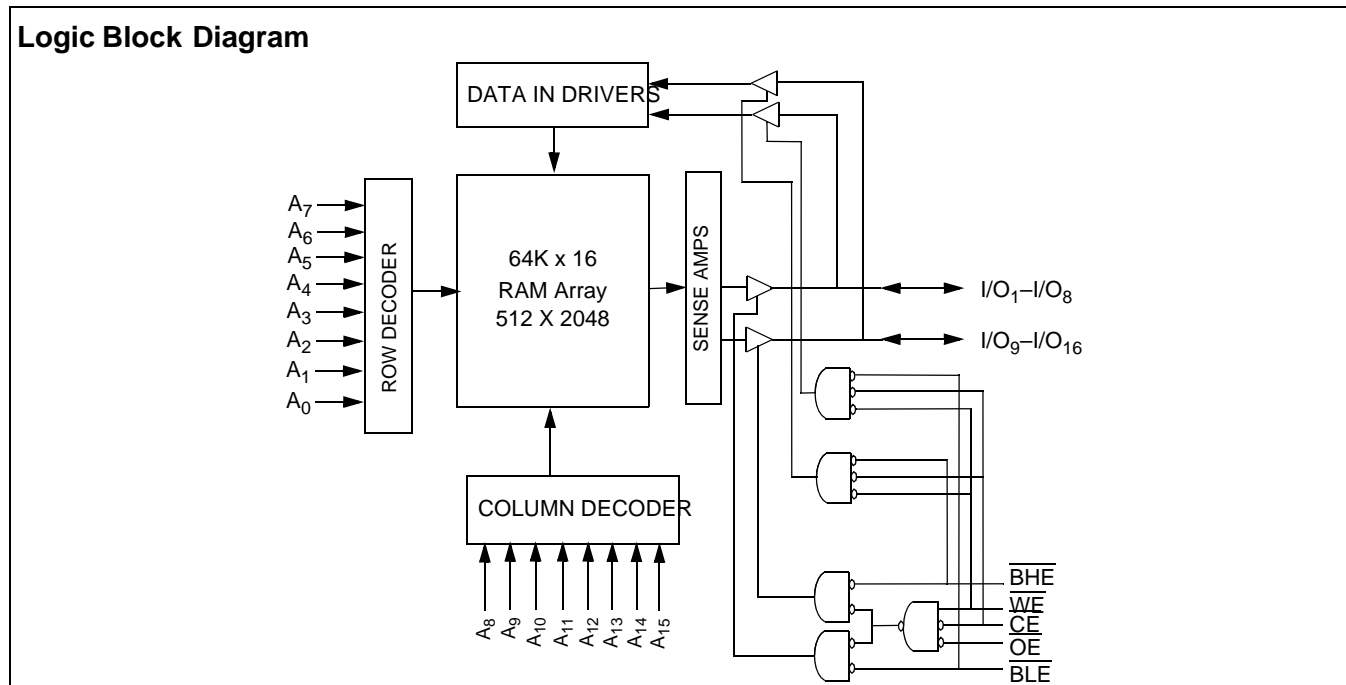 Logic Block Diagram
DATA IN DRIVERS
A7
A6
A5
A4
A3
A2
A1
A0
ROW DECODER
64K x 16
RAM Array
512 X 2048
SENSE AMPS
I/O1–I/O8
I/O9–I/O16
COLUMN DECODER
A8
A9
A10
A11
A12
A13
A14
A15
BHE
WE
CE
OE
BLE